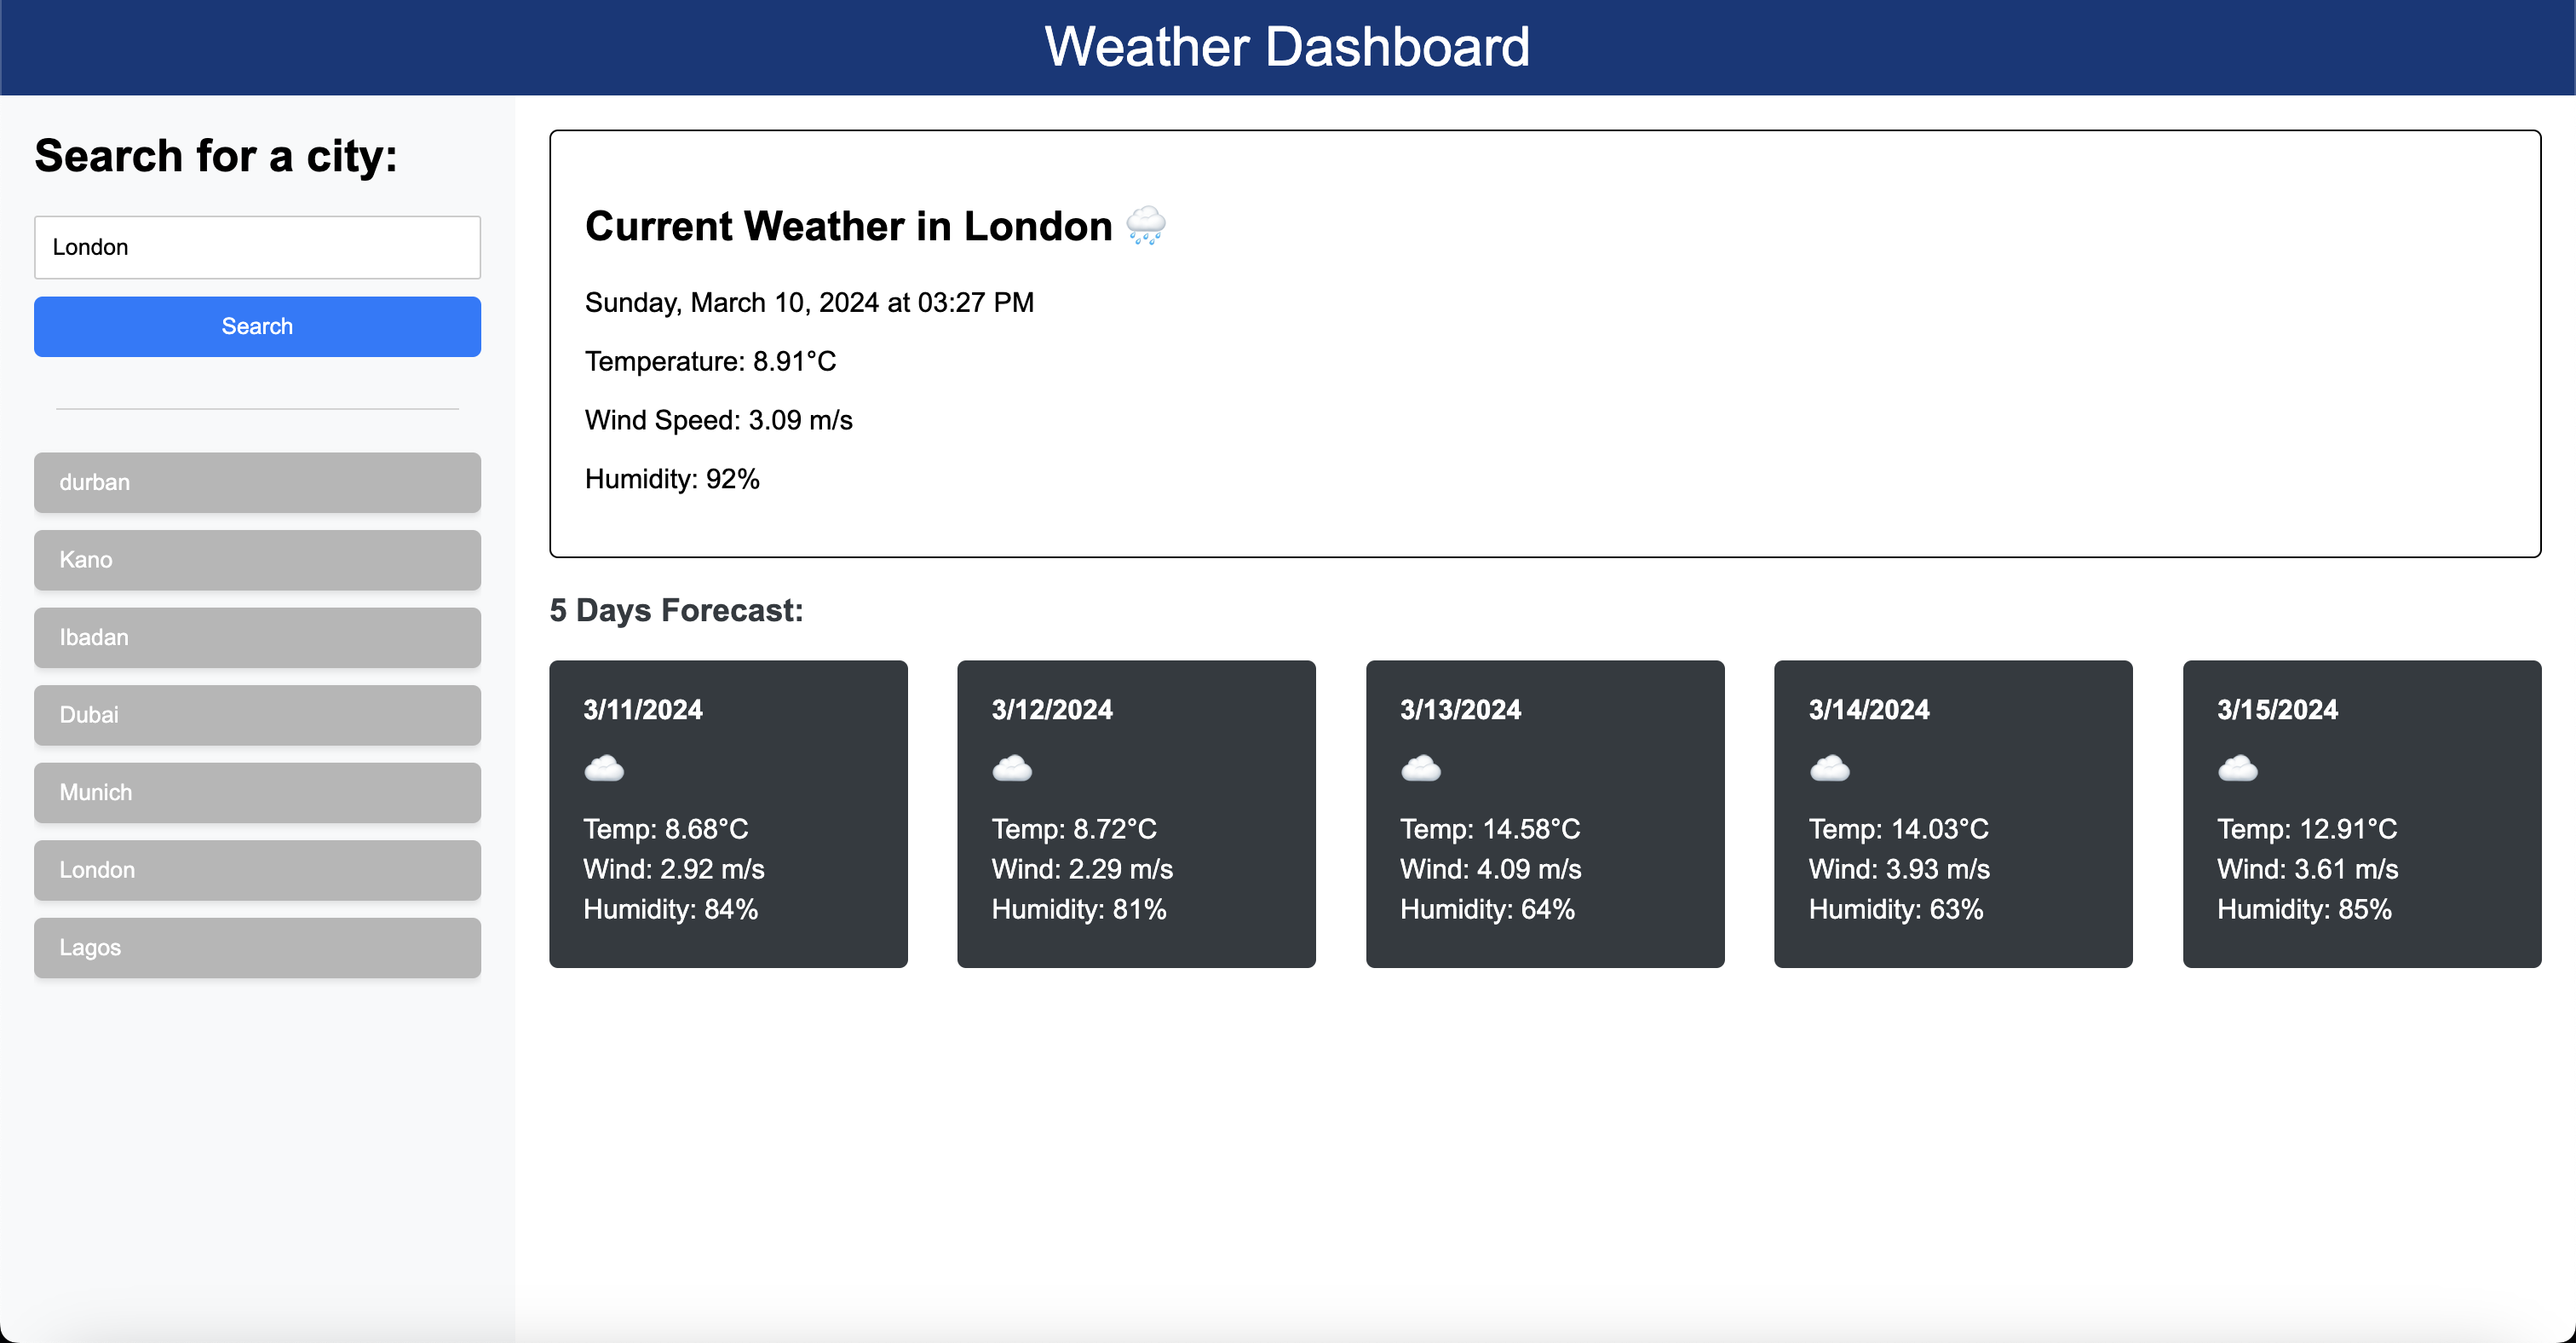 Weather Dashboard
Search for a city:
London
Search
durban
Kano
Ibadan
Dubai
Munich
London
Lagos
Current Weather in London
Sunday, March 10, 2024 at 03:27 PM
Temperature: 8.91°C
Wind Speed: 3.09 m/s
Humidity: 92%
5 Days Forecast:
3/11/2024
Temp: 8.68°C
Wind: 2.92 m/s
Humidity: 84%
3/12/2024
Temp: 8.72°C
Wind: 2.29 m/s
Humidity: 81%
3/13/2024
Temp: 14.58°C
Wind: 4.09 m/s
Humidity: 64%
3/14/2024
Temp: 14.03°C
Wind: 3.93 m/s
Humidity: 63%
3/15/2024
Temp: 12.91°C
Wind: 3.61 m/s
Humidity: 85%